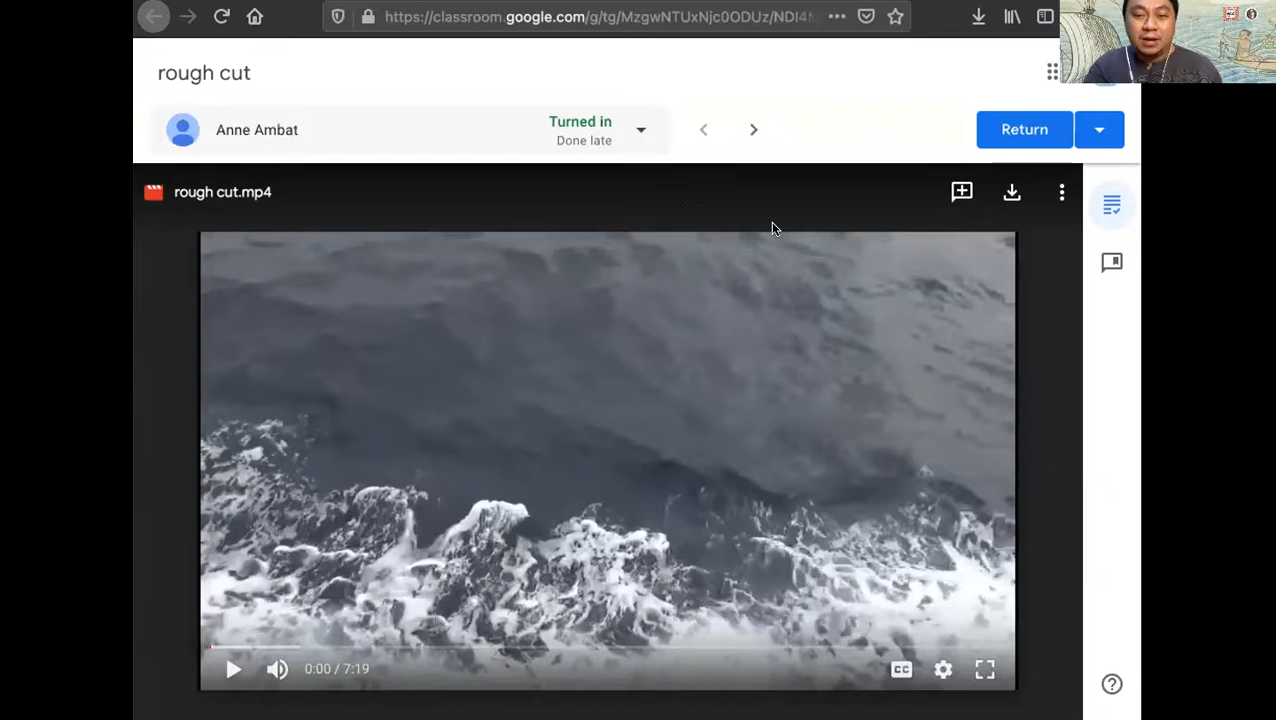 https://classroom.google.com/g/tg/MzgwNTUxNjc0ODUz/NDI4
rough cut
Anne Ambat
Turned in
Done late
Return
rough cut.mp4
0:00 / 7:19
CC